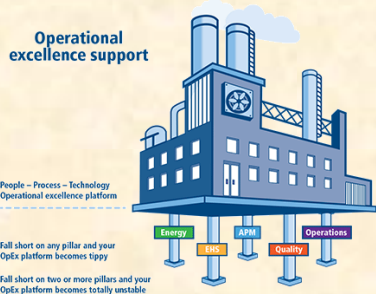 Operational
excellence support
People – Process – Technology
Operational excellence platform
Energy
EHS
APM
Quality
Operations
Fall short on any pillar and your
OpEx platform becomes tippy
Fall short on two or more pillars and your
OpEx platform becomes totally unstable